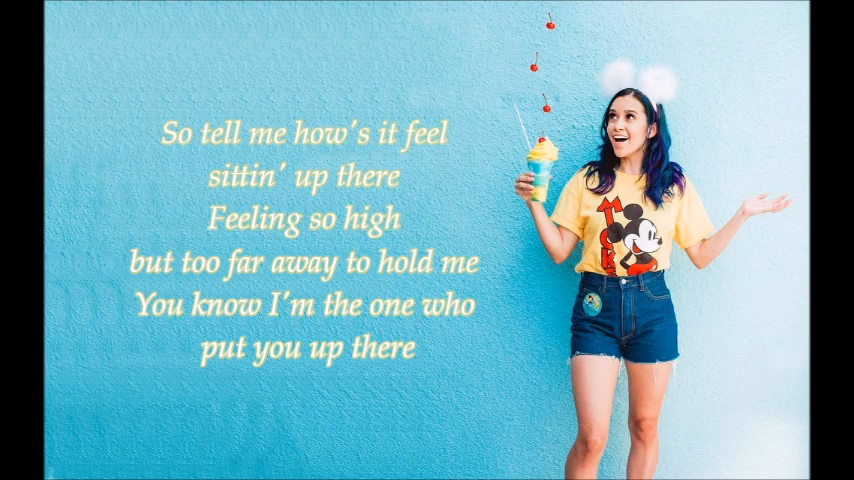 So tell me how's it feel
sittin' up there
Feeling so high
but too far away to hold me
You know I'm the one who
put you up there
MICK